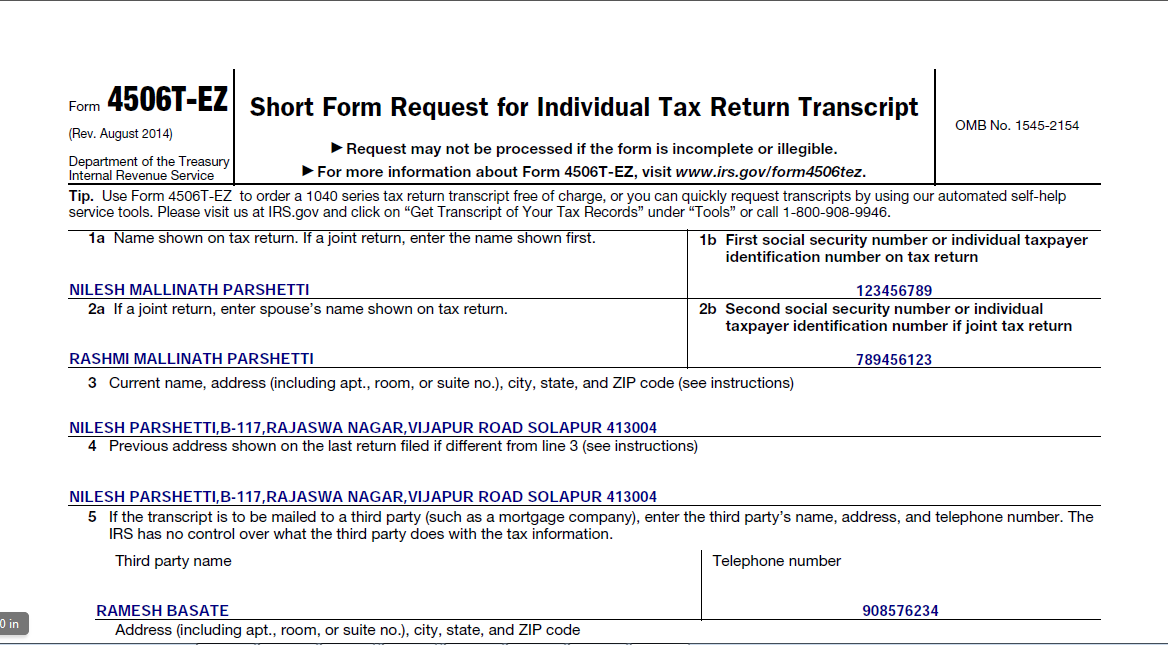 Form 4506T-EZ
(Rev. August 2014)
Department of the Treasury
Internal Revenue Service
Short Form Request for Individual Tax Return Transcript
▶ Request may not be processed if the form is incomplete or illegible.
▶ For more information about Form 4506T-EZ, visit www.irs.gov/form4506tez.
OMB No. 1545-2154
Tip. Use Form 4506T-EZ to order a 1040 series tax return transcript free of charge, or you can quickly request transcripts by using our automated self-help
service tools. Please visit us at IRS.gov and click on “Get Transcript of Your Tax Records” under “Tools” or call 1-800-908-9946.
1a Name shown on tax return. If a joint return, enter the name shown first.
NILESH MALLINATH PARSHETTI
1b First social security number or individual taxpayer
identification number on tax return
123456789
2a If a joint return, enter spouse’s name shown on tax return.
RASHMI MALLINATH PARSHETTI
2b Second social security number or individual
taxpayer identification number if joint tax return
789456123
3 Current name, address (including apt., room, or suite no.), city, state, and ZIP code (see instructions)
NILESH PARSHETTI,B-117,RAJASWA NAGAR,VIJAPUR ROAD SOLAPUR 413004
4 Previous address shown on the last return filed if different from line 3 (see instructions)
NILESH PARSHETTI,B-117,RAJASWA NAGAR,VIJAPUR ROAD SOLAPUR 413004
5 If the transcript is to be mailed to a third party (such as a mortgage company), enter the third party’s name, address, and telephone number. The
IRS has no control over what the third party does with the tax information.
Third party name
RAMESH BASATE
Telephone number
908576234
0 in
Address (including apt., room, or suite no.), city, state, and ZIP code